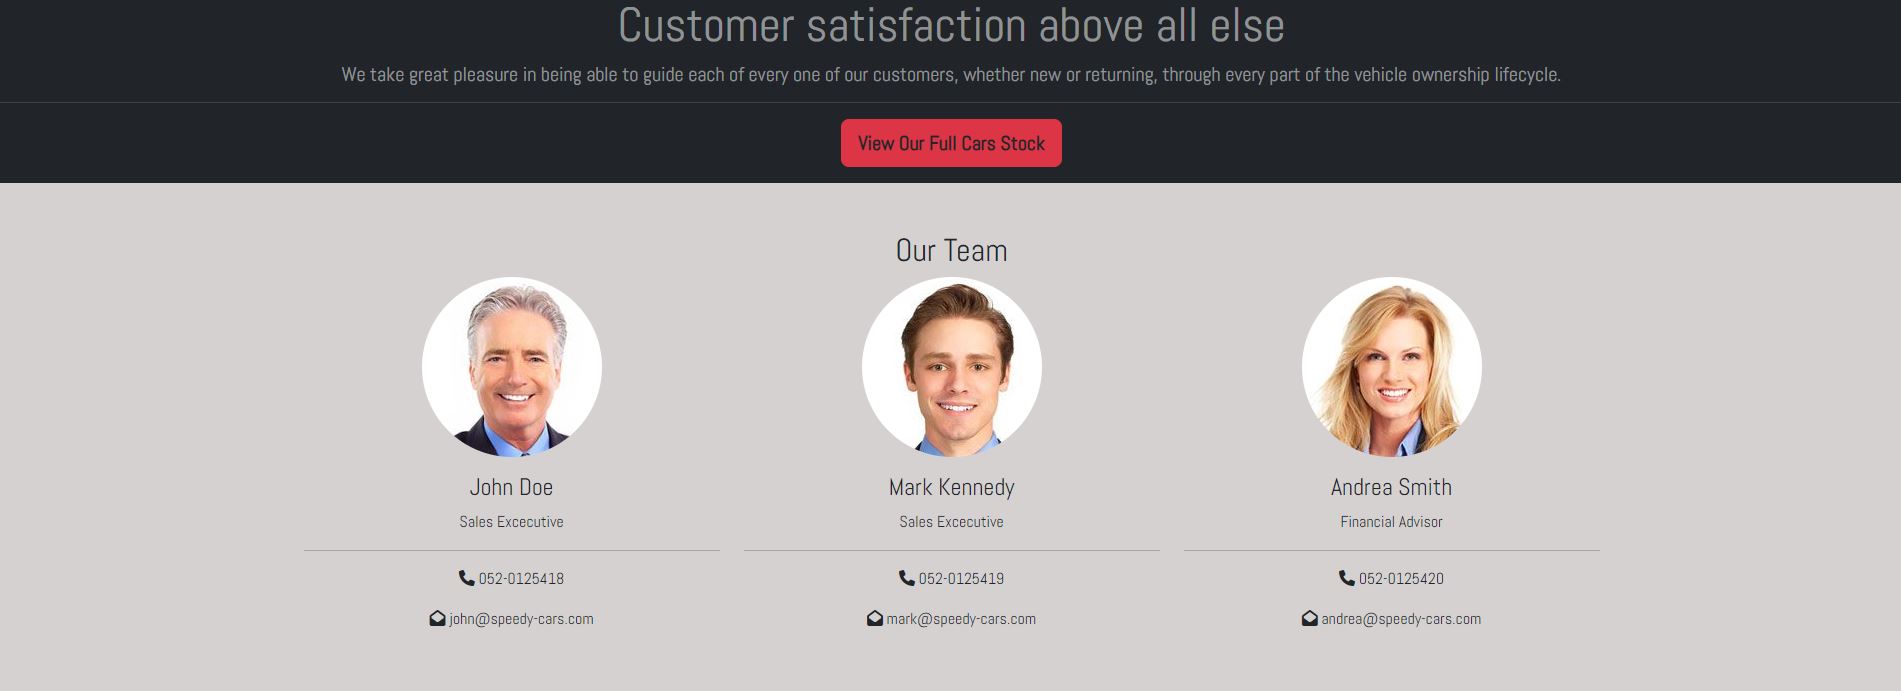 Customer satisfaction above all else
We take great pleasure in being able to guide each of every one of our customers, whether new or returning, through every part of the vehicle ownership lifecycle.
View Our Full Cars Stock
Our Team
John Doe
Sales Excecutive
052-0125418
john@speedy-cars.com
Mark Kennedy
Sales Excecutive
052-0125419
mark@speedy-cars.com
Andrea Smith
Financial Advisor
052-0125420
andrea@speedy-cars.com